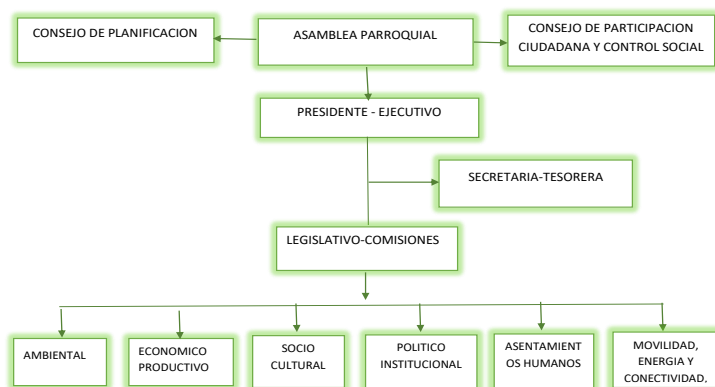 CONSEJO DE PLANIFICACION
ASAMBLEA PARROQUIAL
CONSEJO DE PARTICIPACION
CIUDADANA Y CONTROL SOCIAL
PRESIDENTE - EJECUTIVO
SECRETARIA-TESORERA
LEGISLATIVO-COMISIONES
AMBIENTAL
ECONOMICO
PRODUCTIVO
SOCIO
CULTURAL
POLITICO
INSTITUCIONAL
ASENTAMIENT
OS HUMANOS
MOVILIDAD,
ENERGIA Y
CONECTIVIDAD.